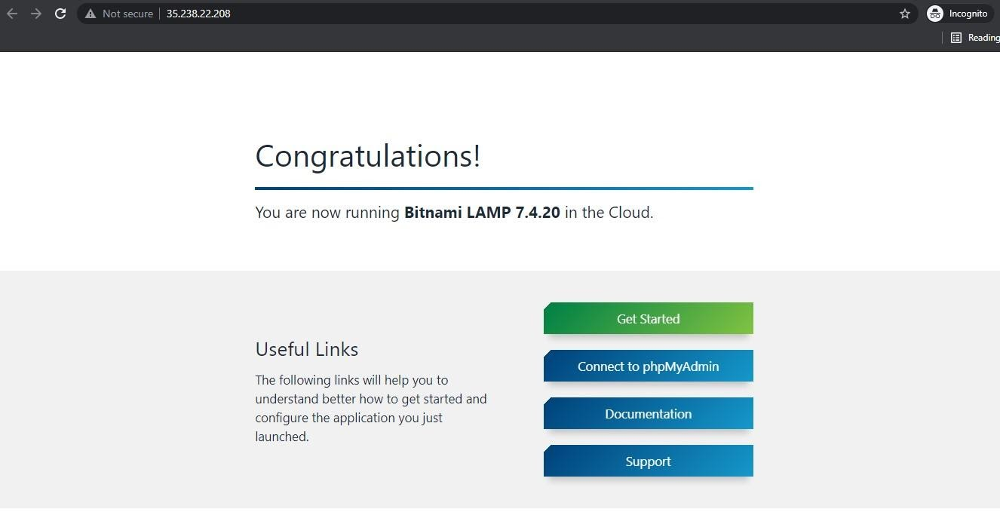 Not secure 35.238.22.208
Incognito
Reading
Congratulations!
You are now running Bitnami LAMP 7.4.20 in the Cloud.
Useful Links
The following links will help you to
understand better how to get started and
configure the application you just
launched.
Get Started
Connect to phpMyAdmin
Documentation
Support